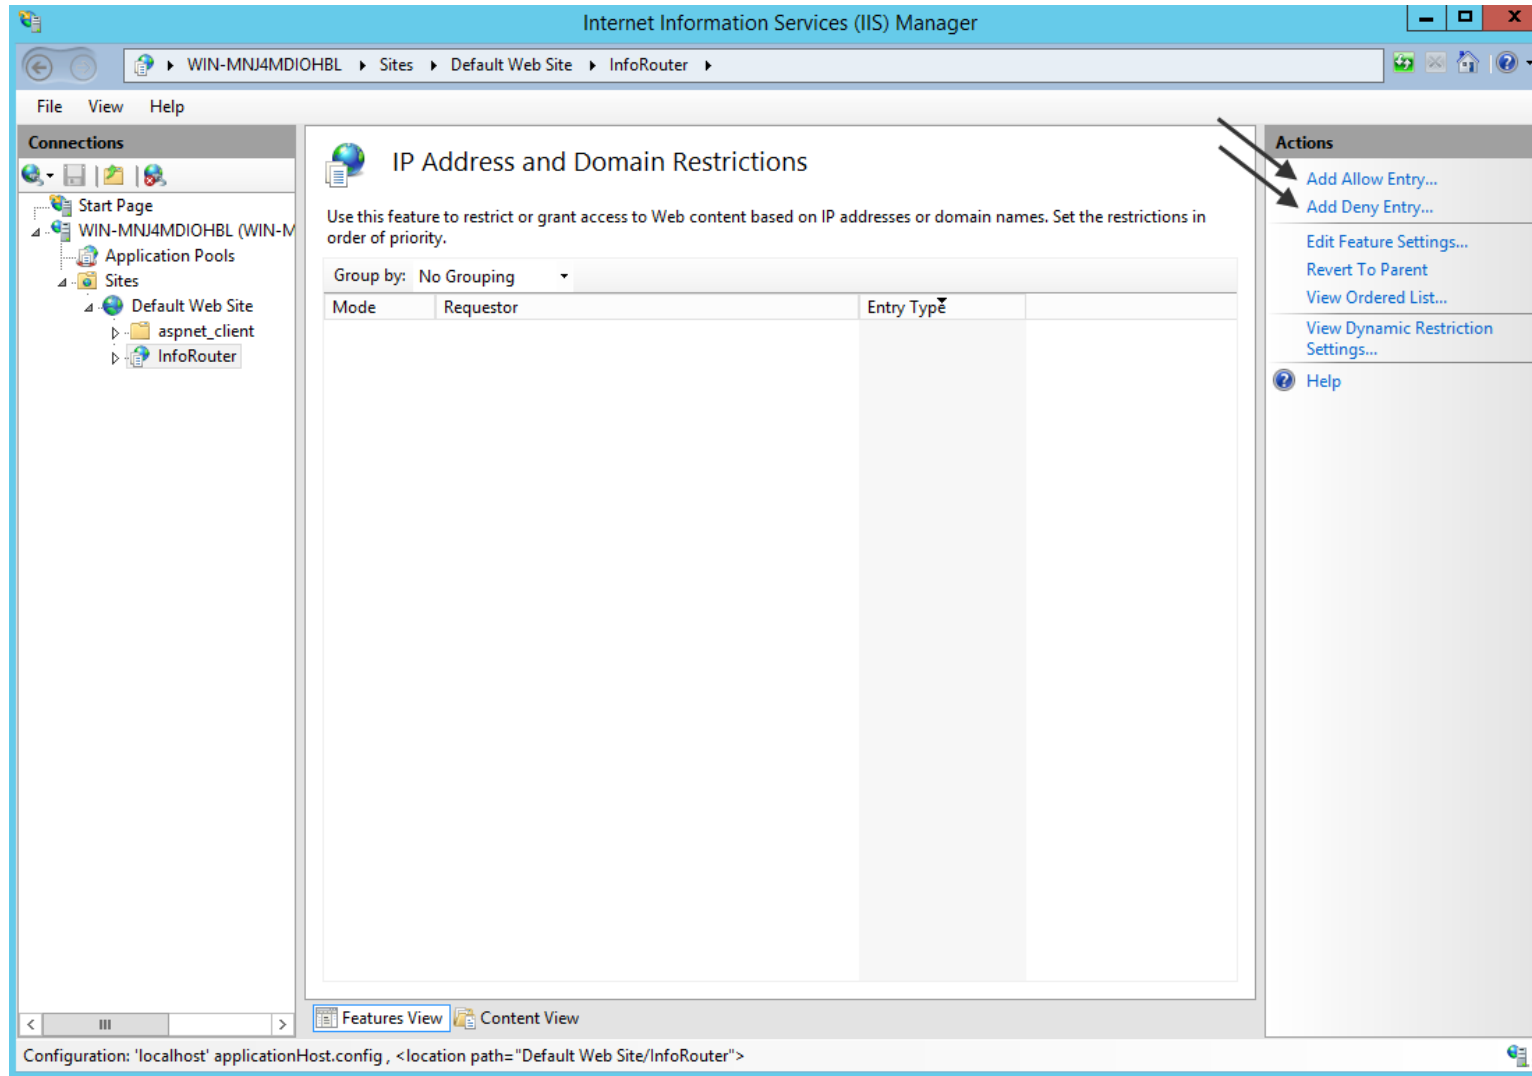 Internet Information Services (IIS) Manager
WIN-MNJ4MDIOHBL Sites Default Web Site InfoRouter
File View Help
Connections
Start Page
WIN-MNJ4MDIOHBL (WIN-M
Application Pools
Sites
Default Web Site
aspnet_client
InfoRouter
IP Address and Domain Restrictions
Use this feature to restrict or grant access to Web content based on IP addresses or domain names. Set the restrictions in
order of priority.
Group by: No Grouping
Mode Requestor Entry Type
Features View Content View
Actions
Add Allow Entry...
Add Deny Entry...
Edit Feature Settings...
Revert To Parent
View Ordered List...
View Dynamic Restriction
Settings...
Help
Configuration: 'localhost' applicationHost.config , <location path="Default Web Site/InfoRouter">